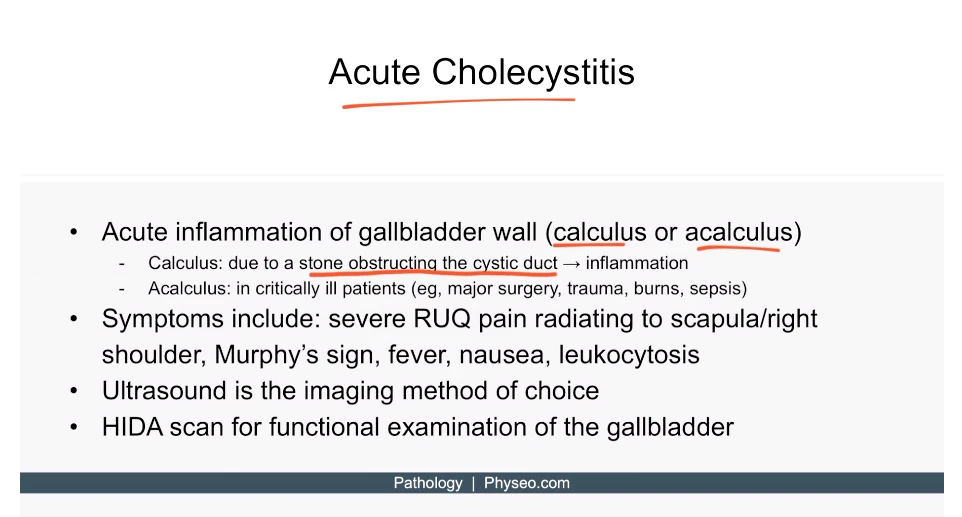 Acute Cholecystitis
• Acute inflammation of gallbladder wall (calculus or acalculus)
- Calculus: due to a stone obstructing the cystic duct → inflammation
- Acalculus: in critically ill patients (eg, major surgery, trauma, burns, sepsis)
• Symptoms include: severe RUQ pain radiating to scapula/right
shoulder, Murphy’s sign, fever, nausea, leukocytosis
• Ultrasound is the imaging method of choice
• HIDA scan for functional examination of the gallbladder
Pathology | Physeo.com